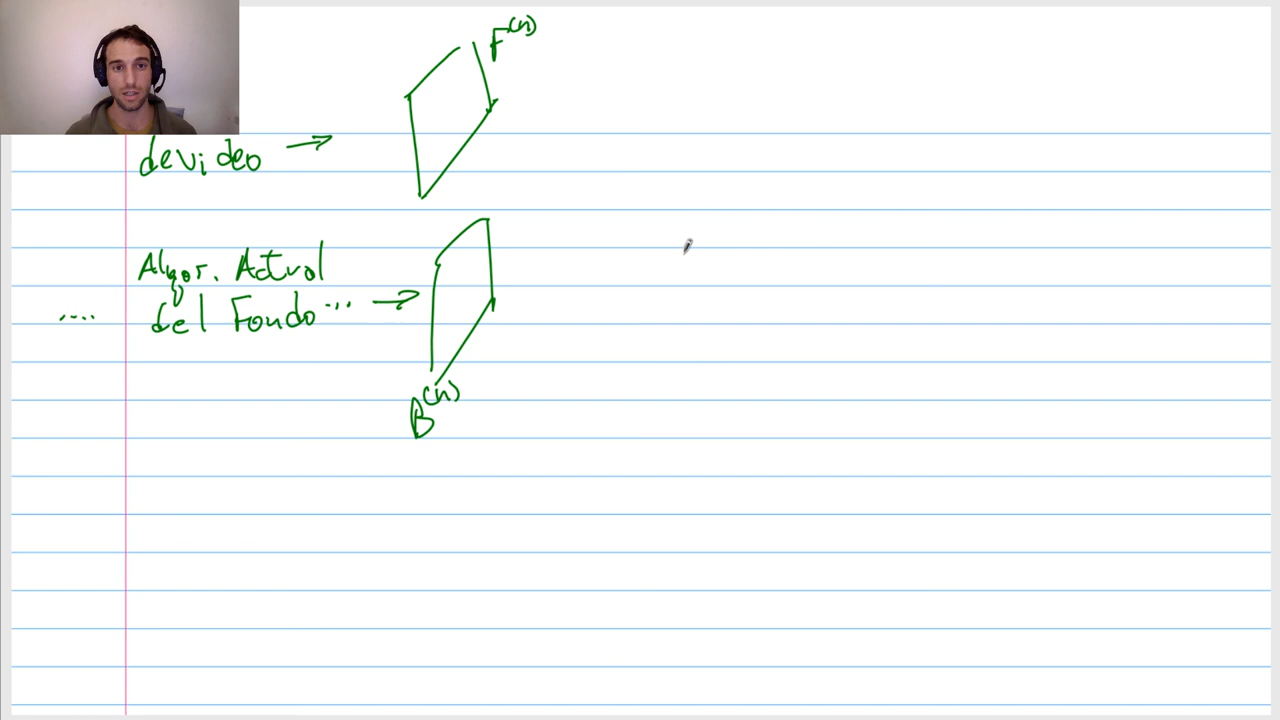 F(n)
de video →
Algor. Actual
.... del Fondo ... →
B(n)